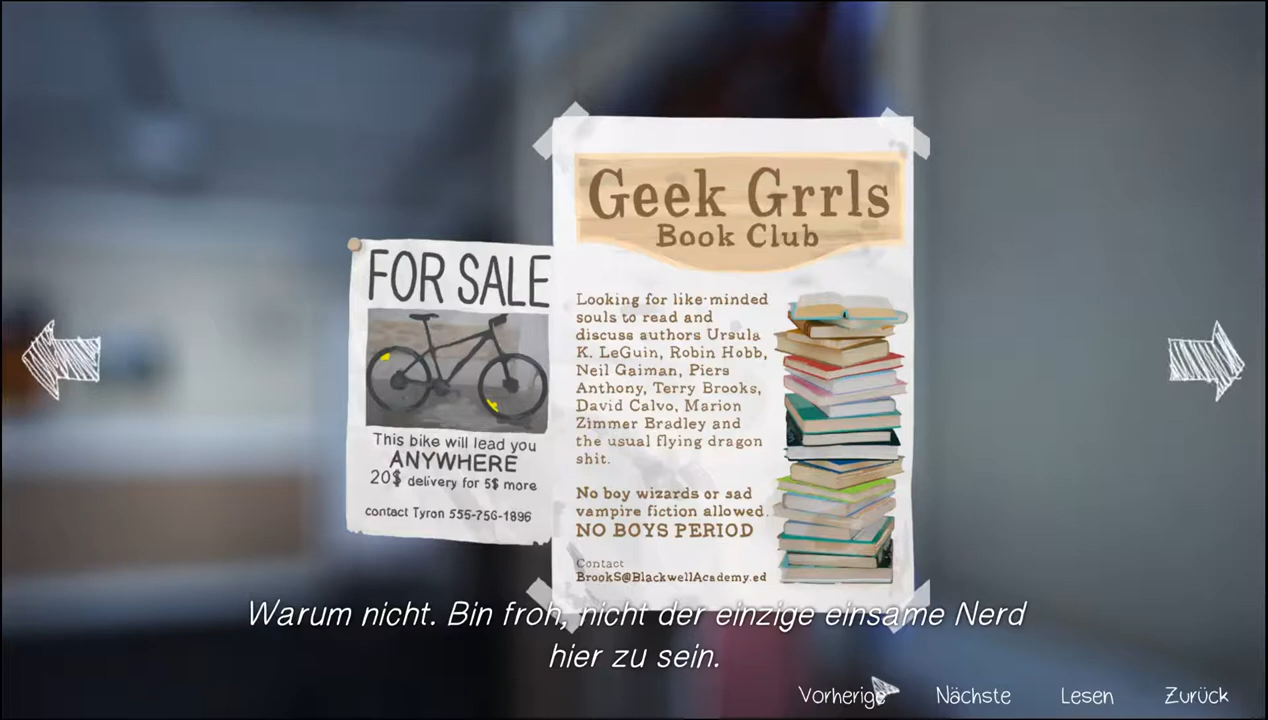 FOR SALE
This bike will lead you
ANYWHERE
20$ delivery for 5$ more
contact Tyron 555-756-1896
Geek Grrls
Book Club
Looking for like-minded
souls to read and
discuss authors Ursula
K. LeGuin, Robin Hobb,
Neil Gaiman, Piers
Anthony, Terry Brooks,
David Calvo, Marion
Zimmer Bradley and
the usual flying dragon
shit.
No boy wizards or sad
vampire fiction allowed.
NO BOYS PERIOD
Contact
BrookS@BlackwellAcademy.ed
Warum nicht. Bin froh, nicht der einzige einsame Nerd
hier zu sein.
Vorherige Nächste Lesen Zurück